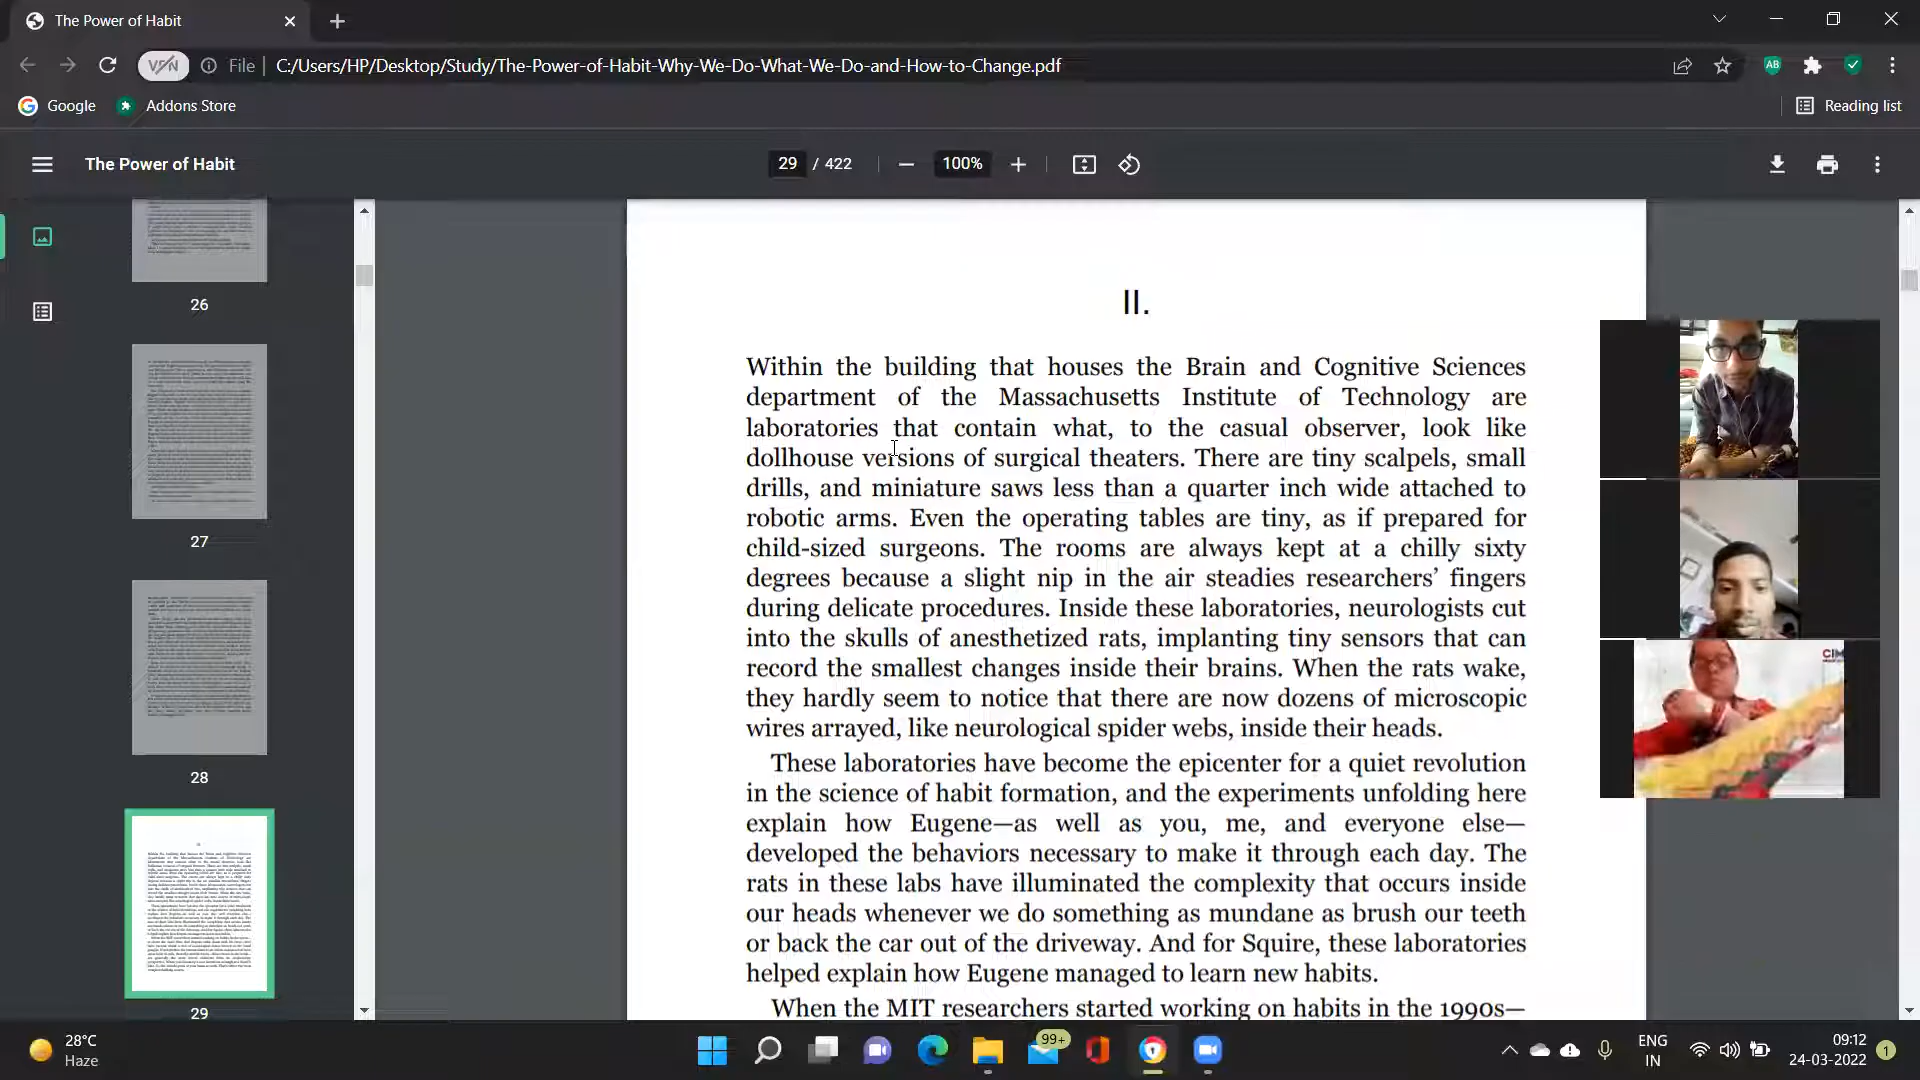 The Power of Habit
VPN
File
C:/Users/HP/Desktop/Study/The-Power-of-Habit-Why-We-Do-What-We-Do-and-How-to-Change.pdf
AB
Google
Addons Store
Reading list
The Power of Habit
29 / 422
100%
26
27
28
29
II.
Within the building that houses the Brain and Cognitive Sciences
department of the Massachusetts Institute of Technology are
laboratories that contain what, to the casual observer, look like
dollhouse versions of surgical theaters. There are tiny scalpels, small
drills, and miniature saws less than a quarter inch wide attached to
robotic arms. Even the operating tables are tiny, as if prepared for
child-sized surgeons. The rooms are always kept at a chilly sixty
degrees because a slight nip in the air steadies researchers’ fingers
during delicate procedures. Inside these laboratories, neurologists cut
into the skulls of anesthetized rats, implanting tiny sensors that can
record the smallest changes inside their brains. When the rats wake,
they hardly seem to notice that there are now dozens of microscopic
wires arrayed, like neurological spider webs, inside their heads.
These laboratories have become the epicenter for a quiet revolution
in the science of habit formation, and the experiments unfolding here
explain how Eugene—as well as you, me, and everyone else—
developed the behaviors necessary to make it through each day. The
rats in these labs have illuminated the complexity that occurs inside
our heads whenever we do something as mundane as brush our teeth
or back the car out of the driveway. And for Squire, these laboratories
helped explain how Eugene managed to learn new habits.
When the MIT researchers started working on habits in the 1990s—
28°C
Haze
99+
ENG
IN
09:12
24-03-2022
1